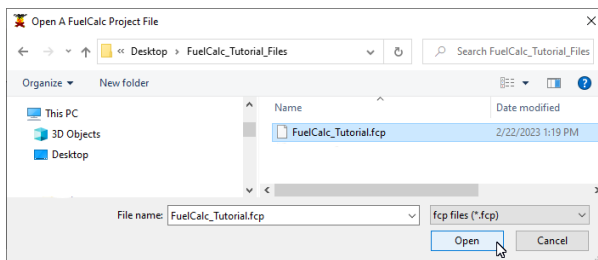 Open A FuelCalc Project File
« Desktop › FuelCalc_Tutorial_Files
Search FuelCalc_Tutorial_Files
Organize New folder
This PC
3D Objects
Desktop
Name Date modified
FuelCalc_Tutorial.fcp 2/22/2023 1:19 PM
File name: FuelCalc_Tutorial.fcp fcp files (*.fcp)
Open Cancel